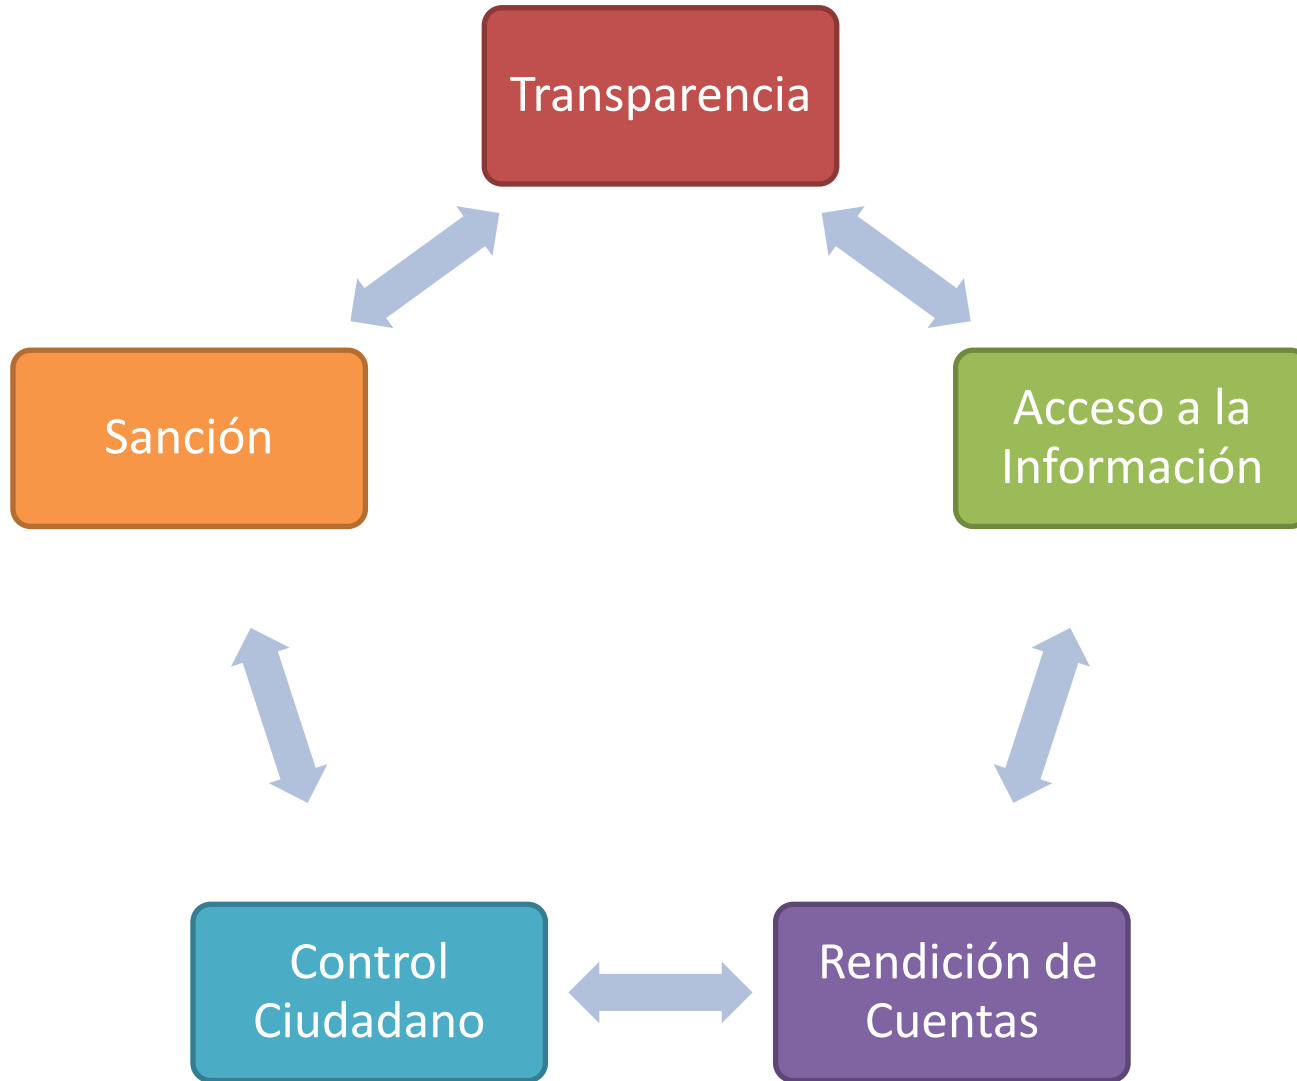 Transparencia
Sanción
Acceso a la
Información
Control
Ciudadano
Rendición de
Cuentas